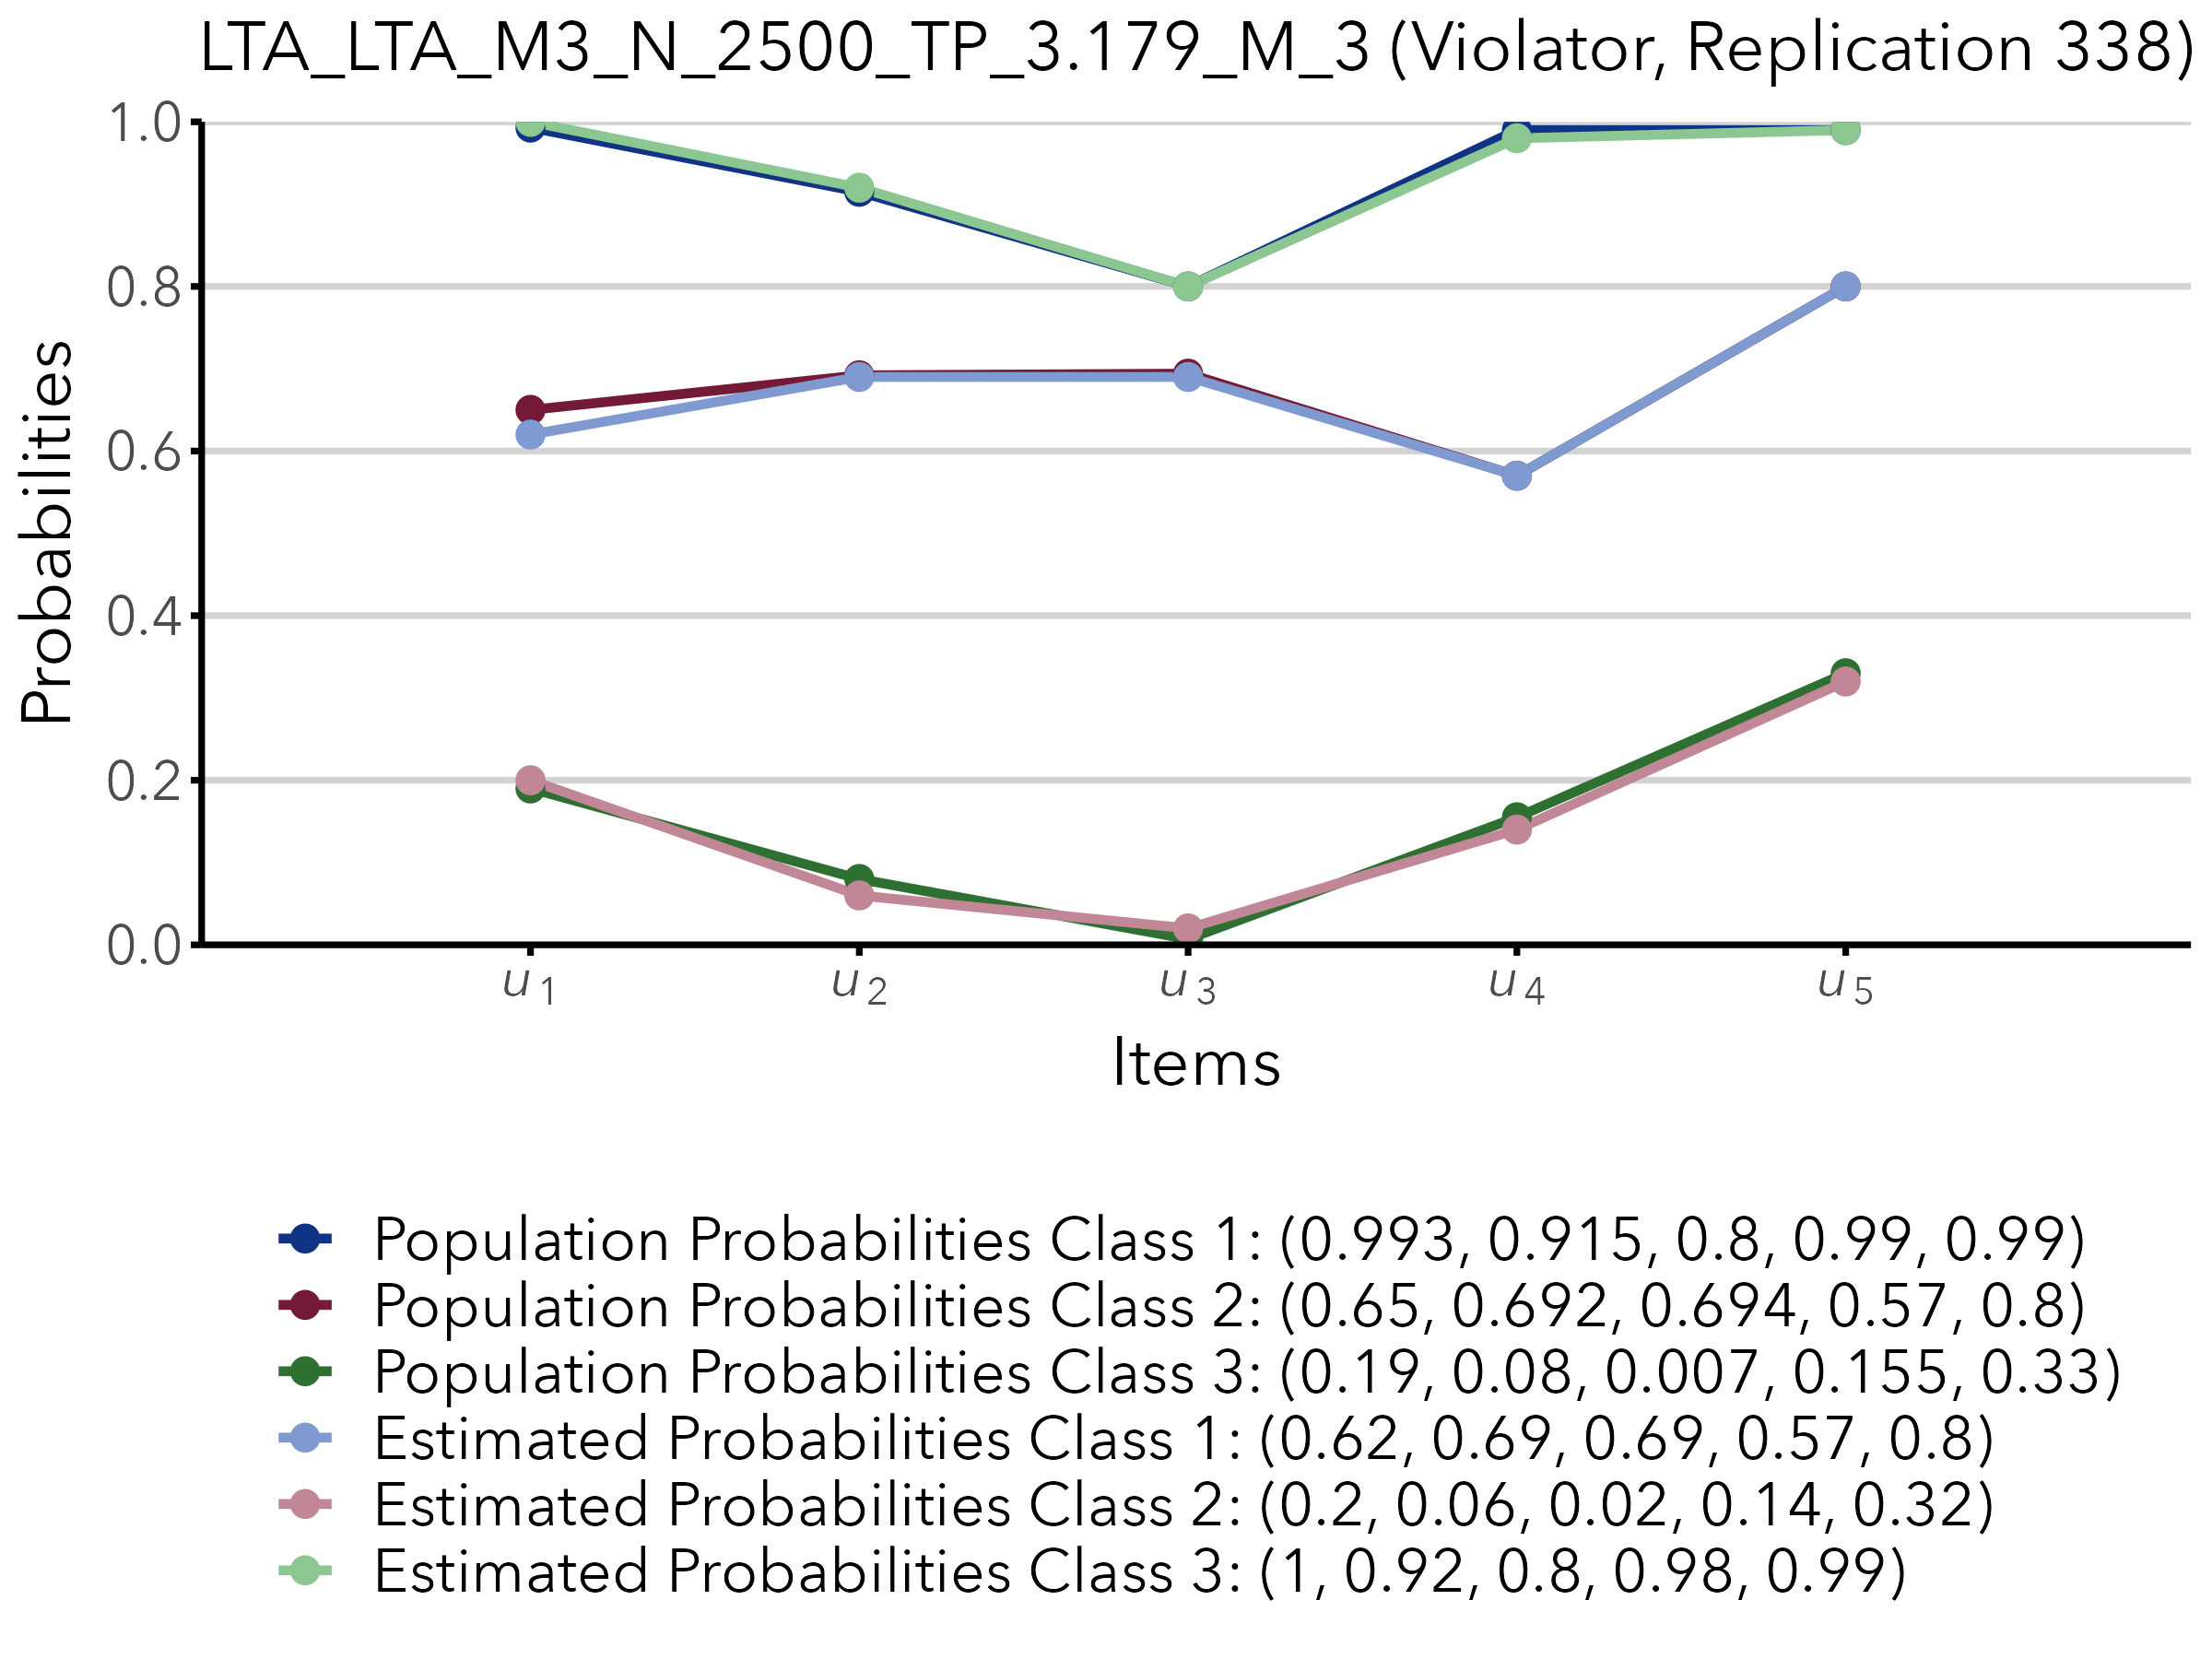 LTA_LTA_M3_N_2500_TP_3.179_M_3 (Violator, Replication 338)
1.0
0.8
0.6
0.4
0.2
0.0
Probabilities
u1 u2 u3 u4 u5
Items
Population Probabilities Class 1: (0.993, 0.915, 0.8, 0.99, 0.99)
Population Probabilities Class 2: (0.65, 0.692, 0.694, 0.57, 0.8)
Population Probabilities Class 3: (0.19, 0.08, 0.007, 0.155, 0.33)
Estimated Probabilities Class 1: (0.62, 0.69, 0.69, 0.57, 0.8)
Estimated Probabilities Class 2: (0.2, 0.06, 0.02, 0.14, 0.32)
Estimated Probabilities Class 3: (1, 0.92, 0.8, 0.98, 0.99)